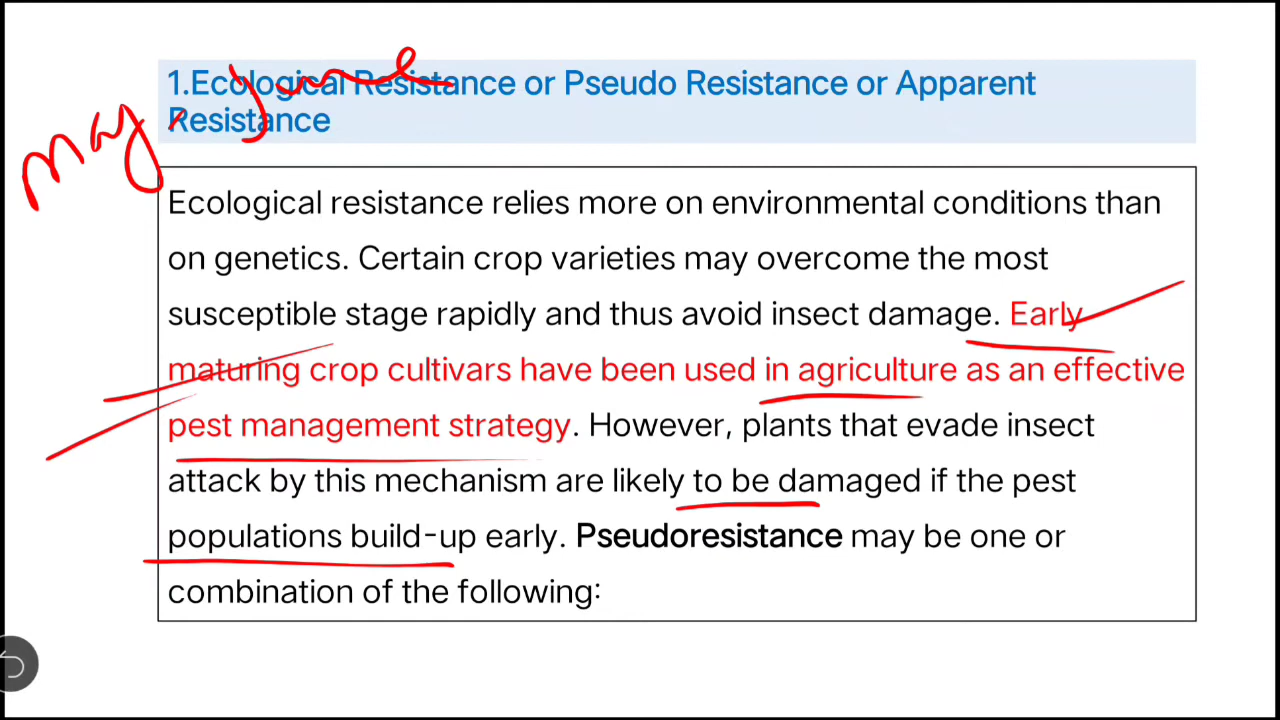 May, June
1.Ecological Resistance or Pseudo Resistance or Apparent
Resistance
Ecological resistance relies more on environmental conditions than
on genetics. Certain crop varieties may overcome the most
susceptible stage rapidly and thus avoid insect damage. Early
maturing crop cultivars have been used in agriculture as an effective
pest management strategy. However, plants that evade insect
attack by this mechanism are likely to be damaged if the pest
populations build-up early. Pseudoresistance may be one or
combination of the following: